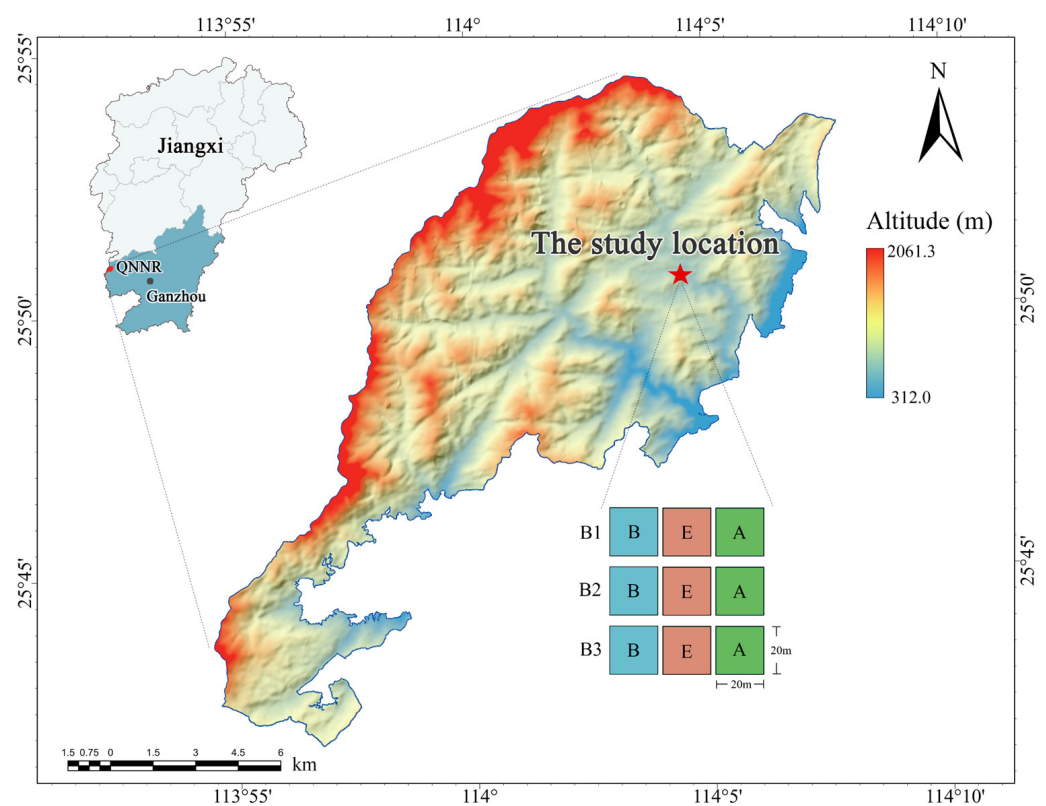 113°55' 114° 114°5' 114°10'
25°55'
N
Jiangxi
Altitude (m)
The study location
2061.3
QNNR
Ganzhou
25°50'
25°50'
312.0
B1 B E A
B2 B E A
25°45'
25°45'
B3 B E A
20m
20m
1.5 0.75 0 1.5 3 4.5 6
km
113°55' 114° 114°5' 114°10'